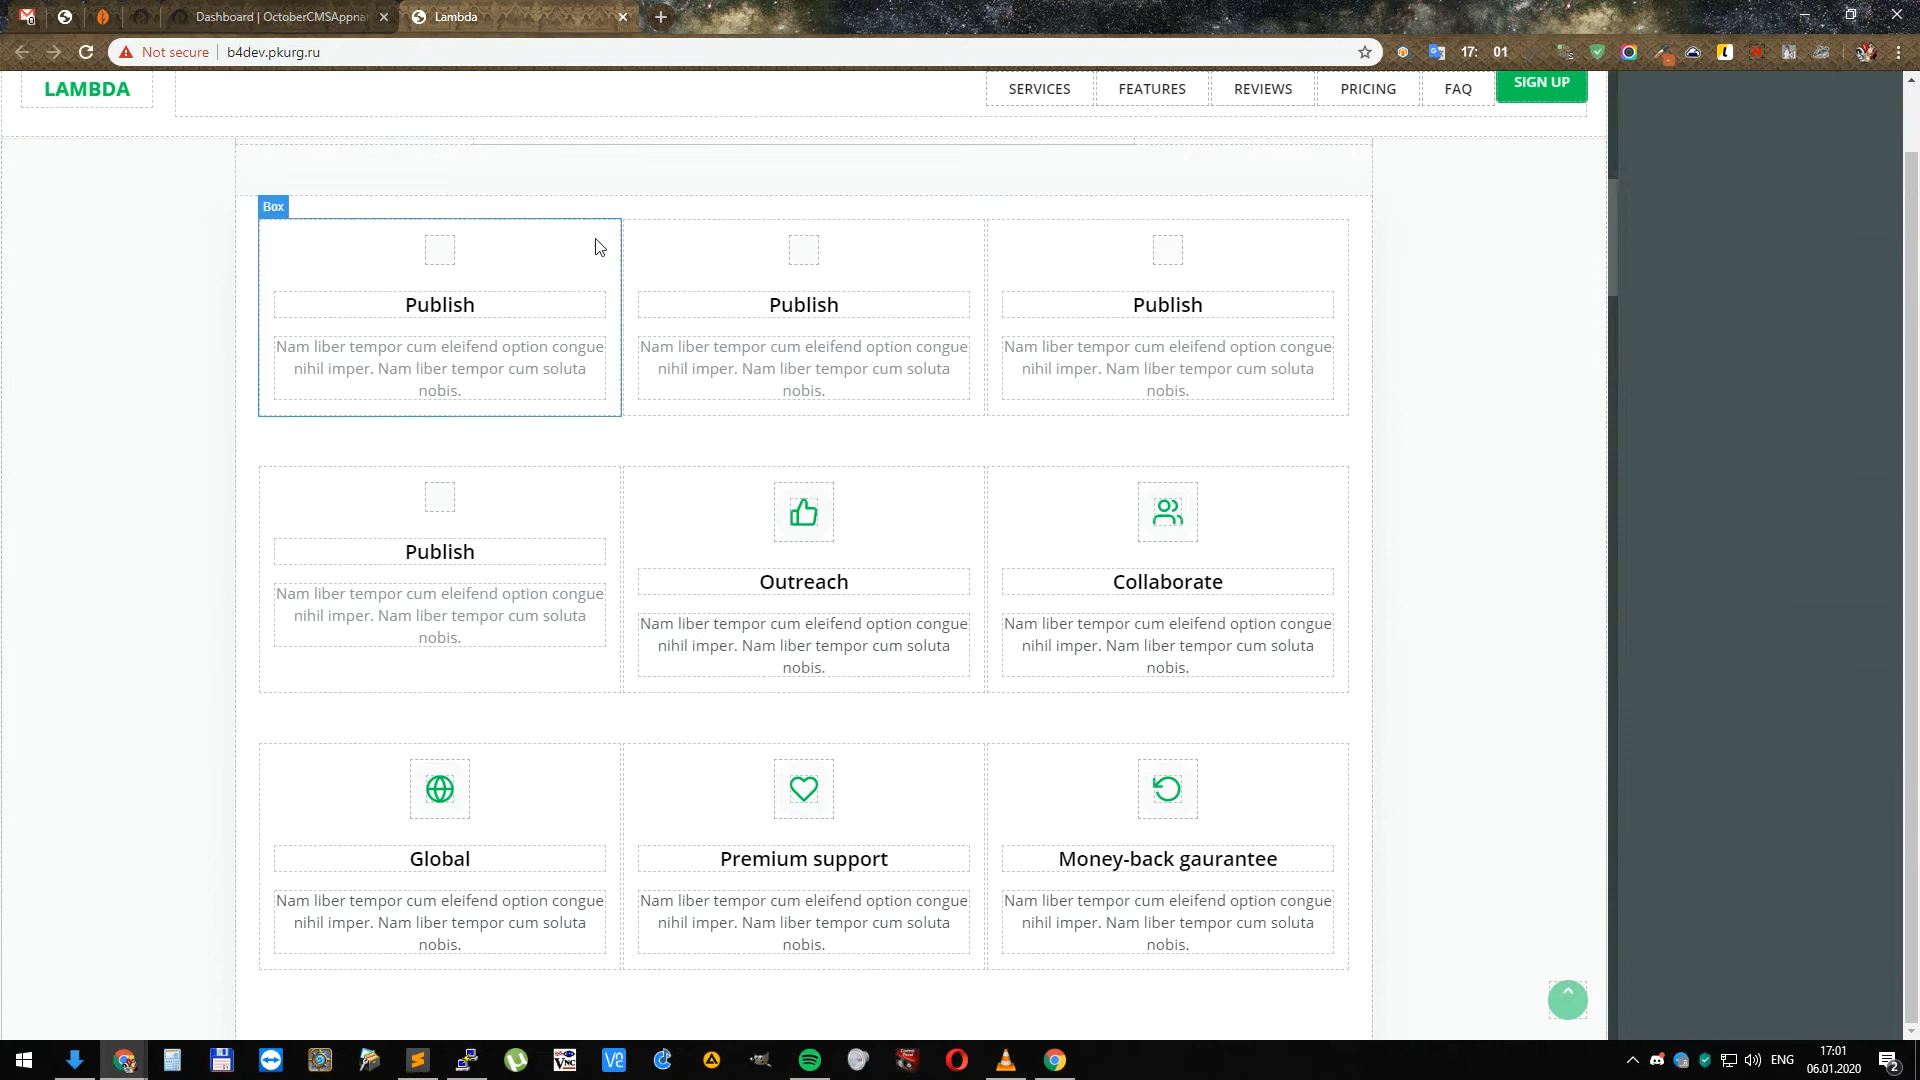 Dashboard | OctoberCMSAppna
Lambda
Not secure
b4dev.pkurg.ru
17:
01
LAMBDA
SERVICES
FEATURES
REVIEWS
PRICING
FAQ
SIGN UP
Box
Publish
Nam liber tempor cum eleifend option congue
nihil imper. Nam liber tempor cum soluta
nobis.
Publish
Nam liber tempor cum eleifend option congue
nihil imper. Nam liber tempor cum soluta
nobis.
Publish
Nam liber tempor cum eleifend option congue
nihil imper. Nam liber tempor cum soluta
nobis.
Publish
Nam liber tempor cum eleifend option congue
nihil imper. Nam liber tempor cum soluta
nobis.
Outreach
Nam liber tempor cum eleifend option congue
nihil imper. Nam liber tempor cum soluta
nobis.
Collaborate
Nam liber tempor cum eleifend option congue
nihil imper. Nam liber tempor cum soluta
nobis.
Global
Nam liber tempor cum eleifend option congue
nihil imper. Nam liber tempor cum soluta
nobis.
Premium support
Nam liber tempor cum eleifend option congue
nihil imper. Nam liber tempor cum soluta
nobis.
Money-back gaurantee
Nam liber tempor cum eleifend option congue
nihil imper. Nam liber tempor cum soluta
nobis.
ENG
17:01
06.01.2020
2